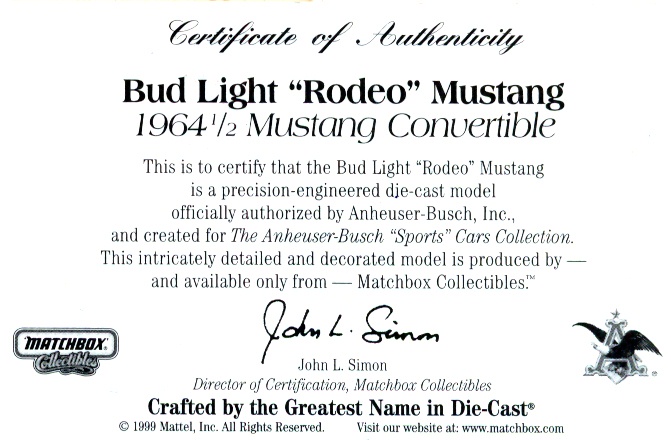 Certificate of Authenticity
Bud Light “Rodeo” Mustang
1964 1/2 Mustang Convertible
This is to certify that the Bud Light “Rodeo” Mustang
is a precision-engineered die-cast model
officially authorized by Anheuser-Busch, Inc.,
and created for The Anheuser-Busch “Sports” Cars Collection.
This intricately detailed and decorated model is produced by —
and available only from — Matchbox Collectibles.™
John L. Simon
MATCHBOX®
Collectibles
A
John L. Simon
Director of Certification, Matchbox Collectibles
Crafted by the Greatest Name in Die-Cast®
© 1999 Mattel, Inc. All Rights Reserved. Visit our website at: www.matchbox.com